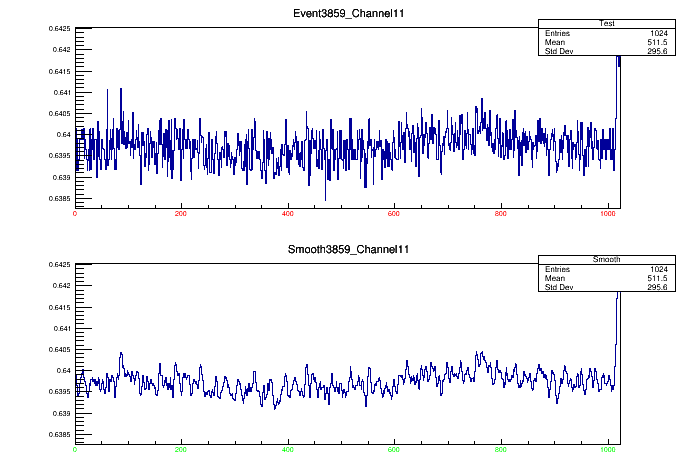 Event3859_Channel11
Test
Entries 1024
Mean 511.5
Std Dev 295.6
0.6425
0.642
0.6415
0.641
0.6405
0.64
0.6395
0.639
0.6385
0 200 400 600 800 1000
Smooth3859_Channel11
Smooth
Entries 1024
Mean 511.5
Std Dev 295.6
0.6425
0.642
0.6415
0.641
0.6405
0.64
0.6395
0.639
0.6385
0 200 400 600 800 1000